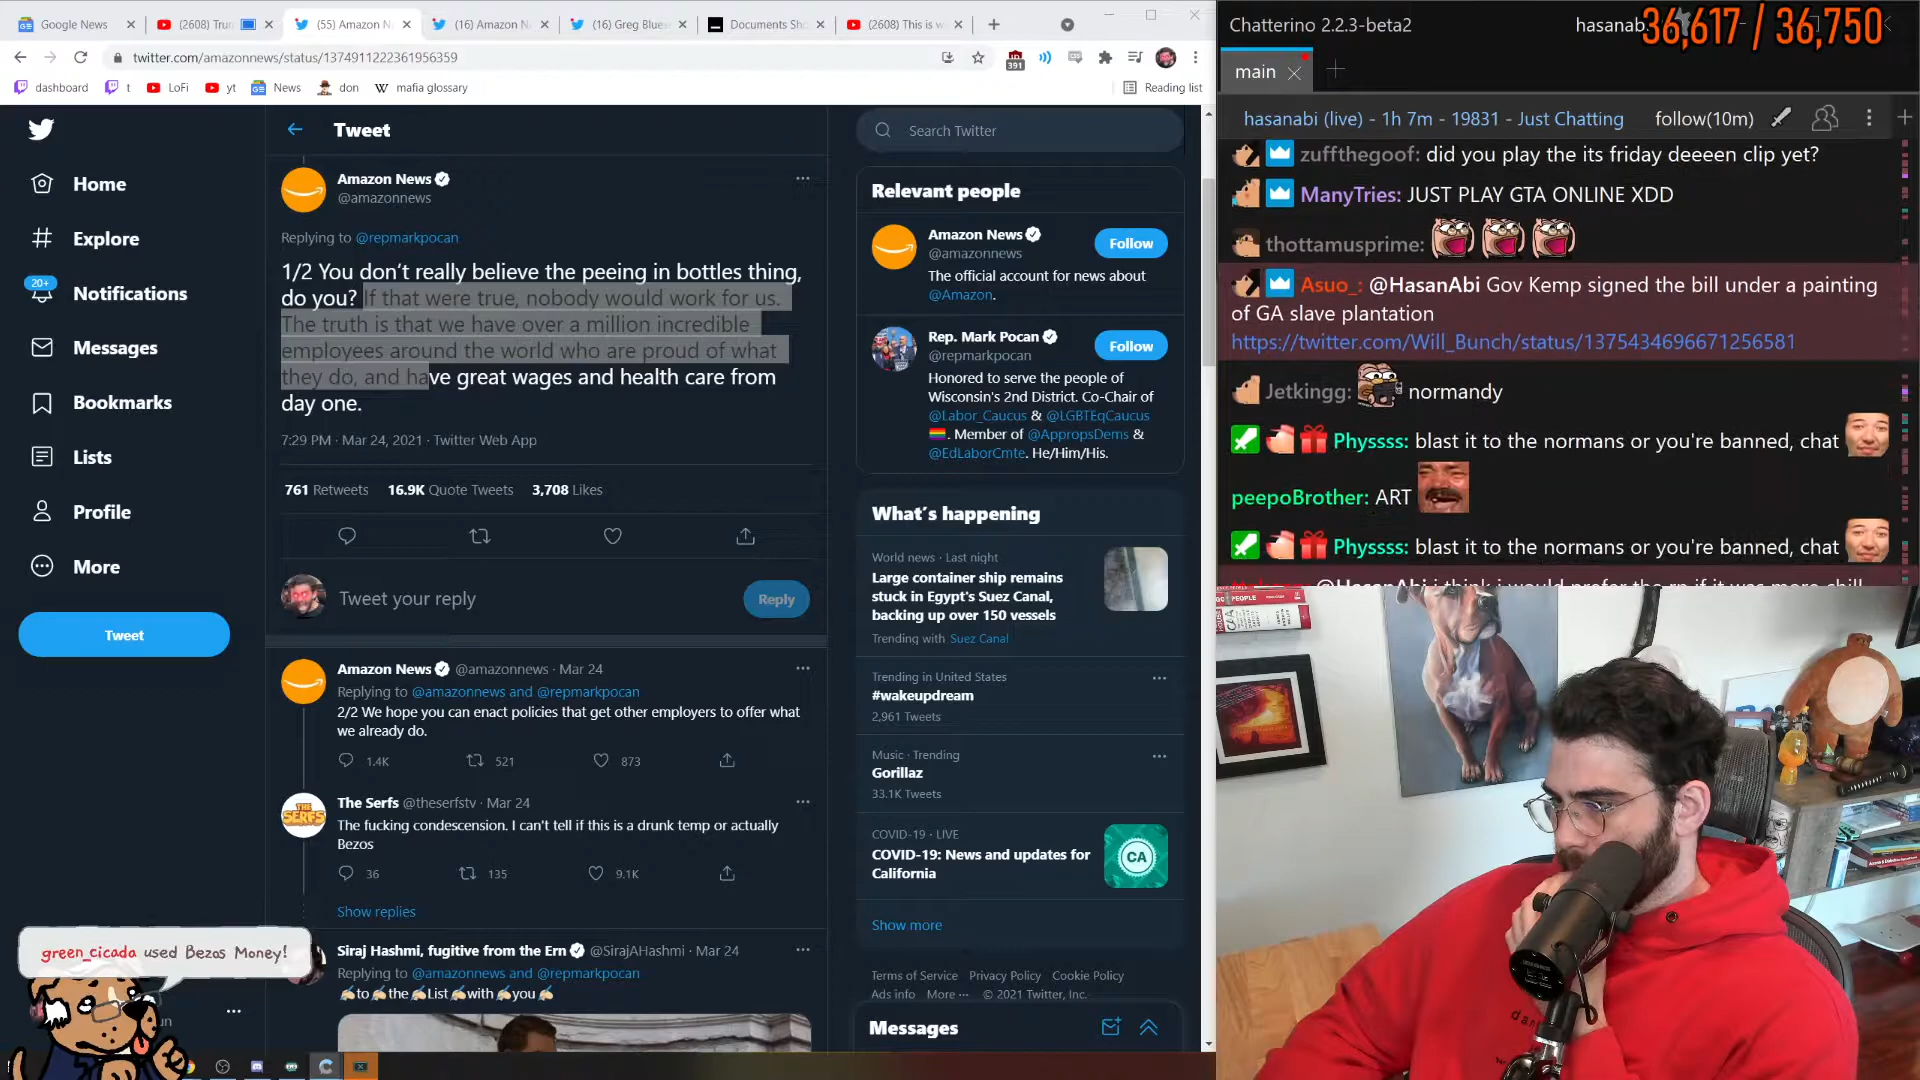 Google News
(2608) Trum
(55) Amazon N
(16) Amazon N
(16) Greg Blues
Documents Sho
(2608) This is w
twitter.com/amazonnews/status/1374911222361956359
391
dashboard
t
LoFi
yt
News
don
W mafia glossary
Reading list
Home
Explore
20+
Notifications
Messages
Bookmarks
Lists
Profile
More
Tweet
Tweet
Amazon News
@amazonnews
Replying to @repmarkpocan
1/2 You don't really believe the peeing in bottles thing,
do you? If that were true, nobody would work for us.
The truth is that we have over a million incredible
employees around the world who are proud of what
they do, and have great wages and health care from
day one.
7:29 PM · Mar 24, 2021 · Twitter Web App
761 Retweets 16.9K Quote Tweets 3,708 Likes
Tweet your reply
Reply
Amazon News @amazonnews · Mar 24
Replying to @amazonnews and @repmarkpocan
2/2 We hope you can enact policies that get other employers to offer what
we already do.
1.4K 521 873
The Serfs @theserfstv · Mar 24
THE SERFS
The fucking condescension. I can't tell if this is a drunk temp or actually
Bezos
36 135 9.1K
Show replies
Siraj Hashmi, fugitive from the Ern @SirajAHashmi · Mar 24
Replying to @amazonnews and @repmarkpocan
✍️to✍️the✍️List✍️with✍️you✍️
green_cicada used Bezos Money!
Search Twitter
Relevant people
Amazon News
@amazonnews
Follow
The official account for news about
@Amazon.
Rep. Mark Pocan
@repmarkpocan
Follow
Honored to serve the people of
Wisconsin's 2nd District. Co-Chair of
@Labor_Caucus & @LGBTEqCaucus
🏳️‍🌈. Member of @AppropsDems &
@EdLaborCmte. He/Him/His.
What's happening
World news · Last night
Large container ship remains
stuck in Egypt's Suez Canal,
backing up over 150 vessels
Trending with Suez Canal
Trending in United States
#wakeupdream
2,961 Tweets
Music · Trending
Gorillaz
33.1K Tweets
COVID-19 · LIVE
COVID-19: News and updates for
California
CA
Show more
Terms of Service Privacy Policy Cookie Policy
Ads info More ··· © 2021 Twitter, Inc.
Messages
Chatterino 2.2.3-beta2
hasanab
36,617 / 36,750
main
hasanabi (live) - 1h 7m - 19831 - Just Chatting
follow(10m)
zuffthegoof: did you play the its friday deeeen clip yet?
ManyTries: JUST PLAY GTA ONLINE XDD
thottamusprime:
Asuo_: @HasanAbi Gov Kemp signed the bill under a painting
of GA slave plantation
https://twitter.com/Will_Bunch/status/1375434696671256581
Jetkingg: normandy
Physsss: blast it to the normans or you're banned, chat
peepoBrother: ART
Physsss: blast it to the normans or you're banned, chat
@HasanAbi i think i would prefer the rp if it was more chill
PEOPLE